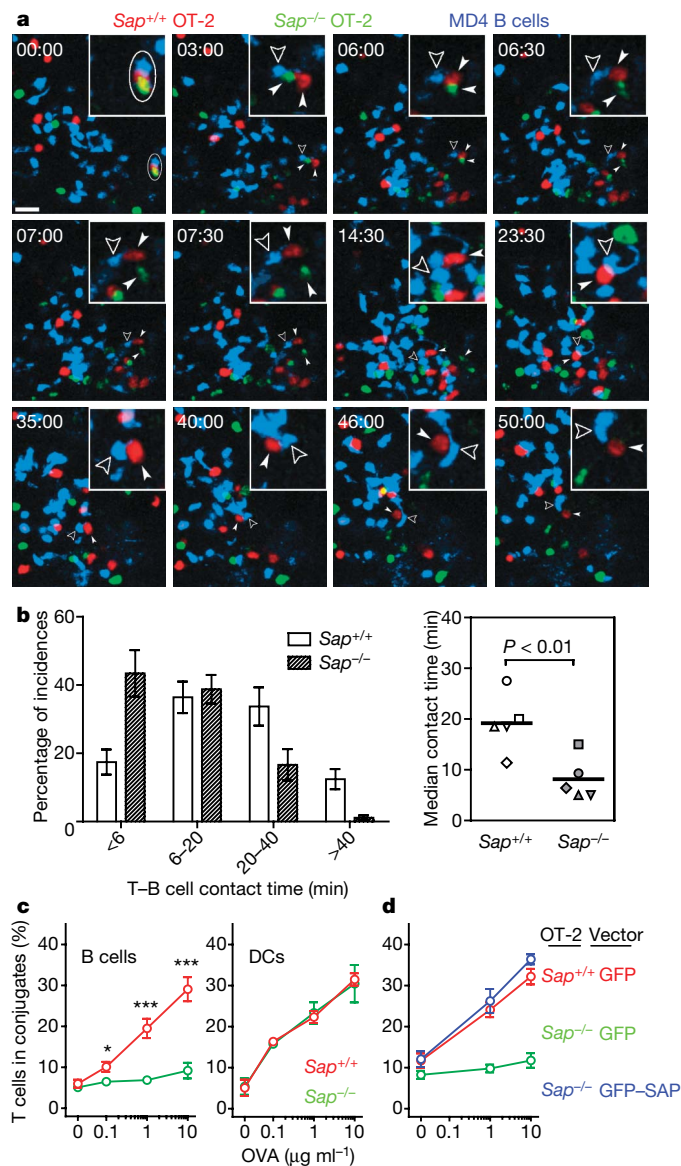 a
Sap+/+ OT-2 Sap–/– OT-2 MD4 B cells
00:00 03:00 06:00 06:30
07:00 07:30 14:30 23:30
35:00 40:00 46:00 50:00
b
60
40
20
0
Percentage of incidences
Sap+/+
Sap–/–
<6 6–20 20–40 >40
T–B cell contact time (min)
40
30
20
10
0
Median contact time (min)
P < 0.01
Sap+/+ Sap–/–
c
T cells in conjugates (%)
40
30
20
10
0
B cells
*
***
***
0 0.1 1 10
40
30
20
10
0
DCs
Sap+/+
Sap–/–
0 0.1 1 10
OVA (μg ml–1)
d
40
30
20
10
0
0 0.1 1 10
OT-2 Vector
Sap+/+ GFP
Sap–/– GFP
Sap–/– GFP–SAP